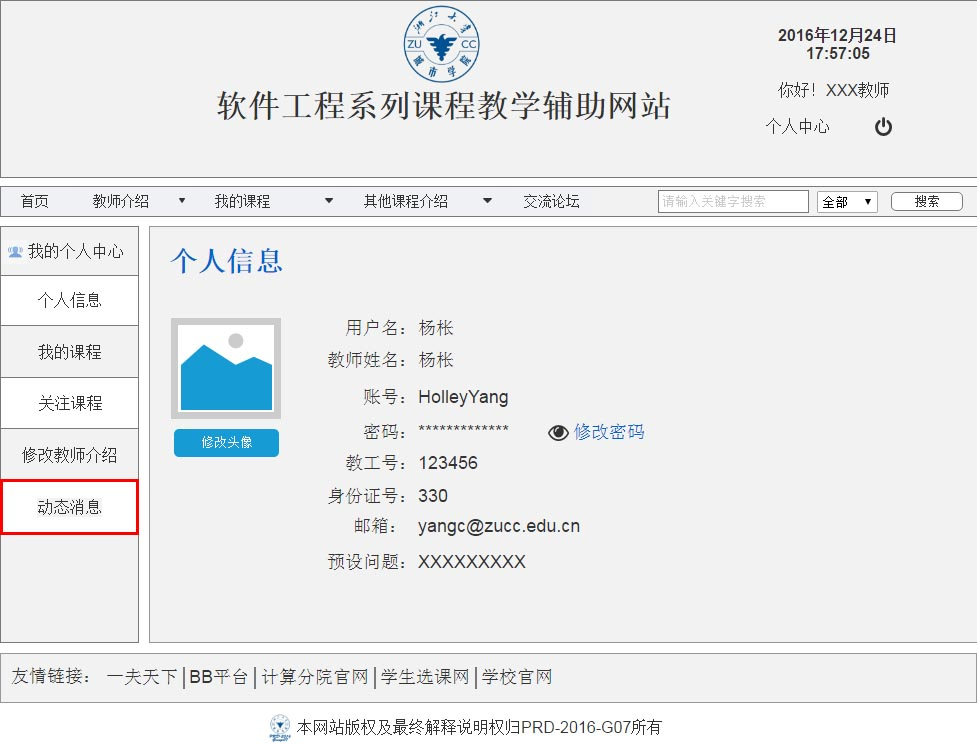 浙江大学
ZU CC
城市学院
2016年12月24日
17:57:05
软件工程系列课程教学辅助网站
你好！XXX教师
个人中心
首页 教师介绍 我的课程 其他课程介绍 交流论坛 请输入关键字搜索 全部 搜索
我的个人中心
个人信息
我的课程
关注课程
修改教师介绍
动态消息
个人信息
修改头像
用户名： 杨枨
教师姓名： 杨枨
账号： HolleyYang
密码： ************* 修改密码
教工号： 123456
身份证号： 330
邮箱： yangc@zucc.edu.cn
预设问题： XXXXXXXXX
友情链接： 一夫天下 | BB平台 | 计算分院官网 | 学生选课网 | 学校官网
本网站版权及最终解释说明权归PRD-2016-G07所有